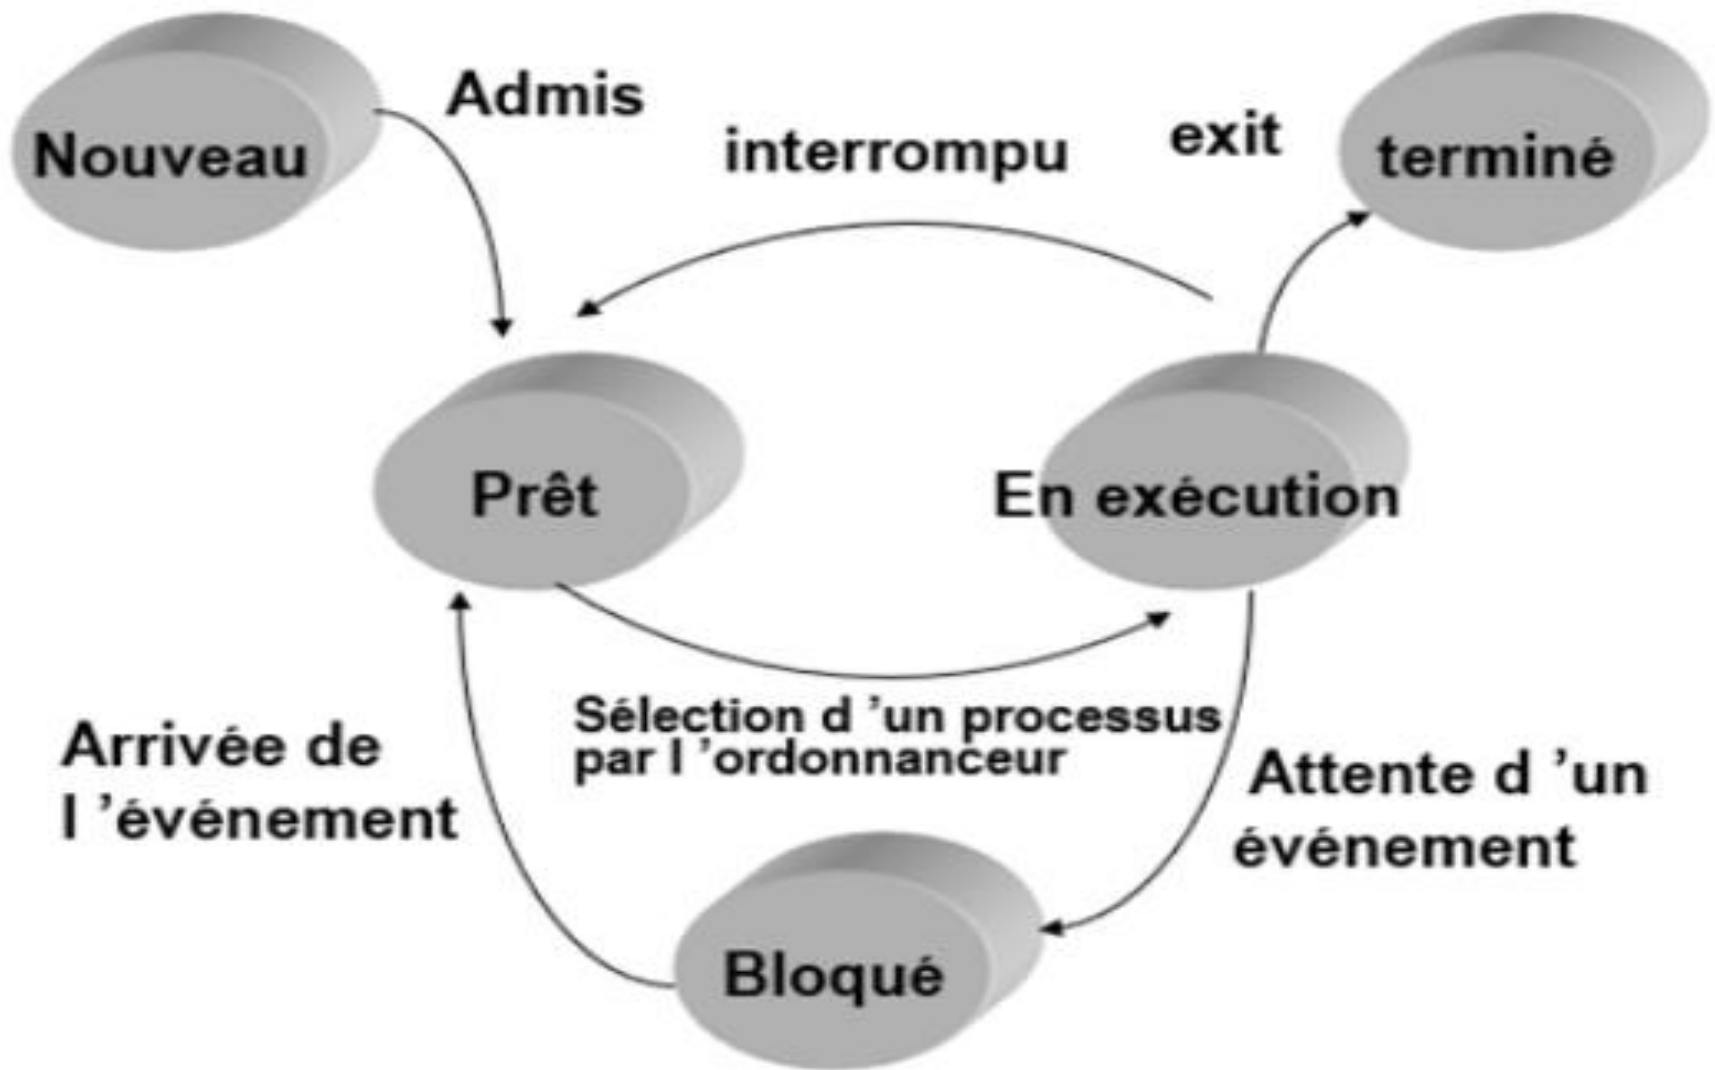 Admis
Nouveau
interrompu
exit
terminé
Prêt
En exécution
Sélection d ’un processus
par l ’ordonnanceur
Arrivée de
l ’événement
Attente d ’un
événement
Bloqué